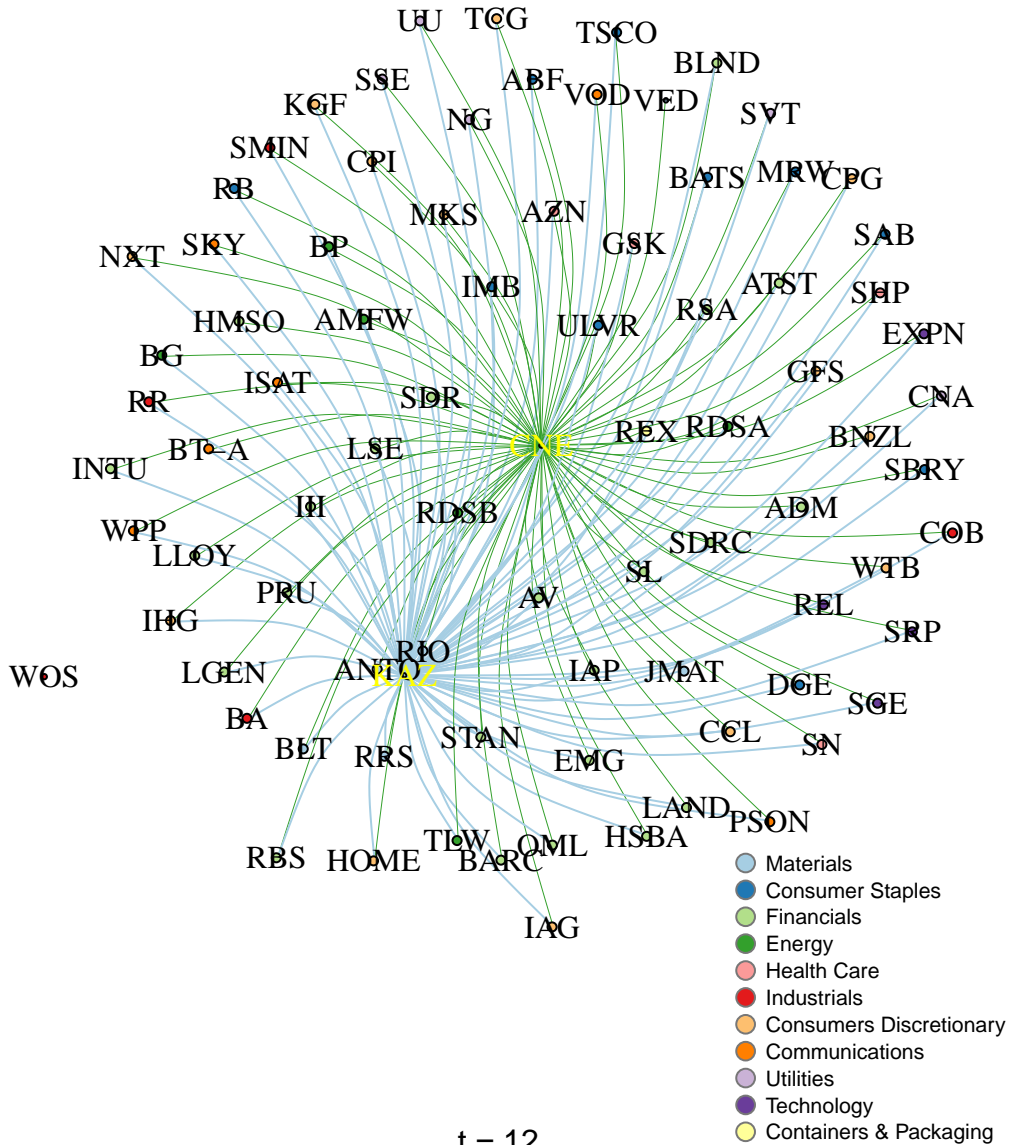 UU
TCG
TSCO
BLND
SSE
ABF
VOD
VED
KGF
NG
SVT
SMIN
CPI
BATS
MRW
CPG
RB
MKS
AZN
SKY
BP
GSK
SAB
NXT
IMB
ATST
SHP
HMSO
AMFW
ULVR
RSA
EXPN
BG
ISAT
SDR
GFS
CNA
RR
BT−A
LSE
CNE
REX
RDSA
BNZL
INTU
SBRY
III
RDSB
ADM
WPP
LLOY
SDRC
COB
PRU
AV
SL
WTB
IHG
REL
SRP
WOS
LGEN
ANTO
RIO
KAZ
IAP
JMAT
DGE
SGE
BA
BLT
RRS
STAN
EMG
CCL
SN
RBS
HOME
TLW
BARC
OML
HSBA
LAND
PSON
IAG
Materials
Consumer Staples
Financials
Energy
Health Care
Industrials
Consumers Discretionary
Communications
Utilities
Technology
Containers & Packaging
t = 12